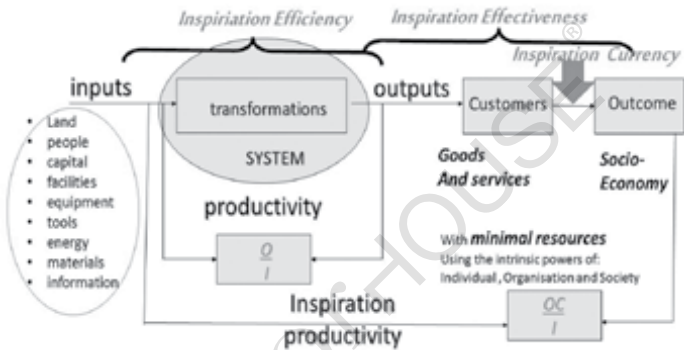 Inspiriation Efficiency
Inspiration Effectiveness
Inspiration Currency
inputs
transformations
outputs
Customers
Outcome
SYSTEM
• Land
• people
• capital
• facilities
• equipment
• tools
• energy
• materials
• information
Goods
And services
Socio-
Economy
productivity
O
I
With minimal resources
Using the intrinsic powers of:
Individual, Organisation and Society
Inspiration
productivity
OC
I
HOUSE®